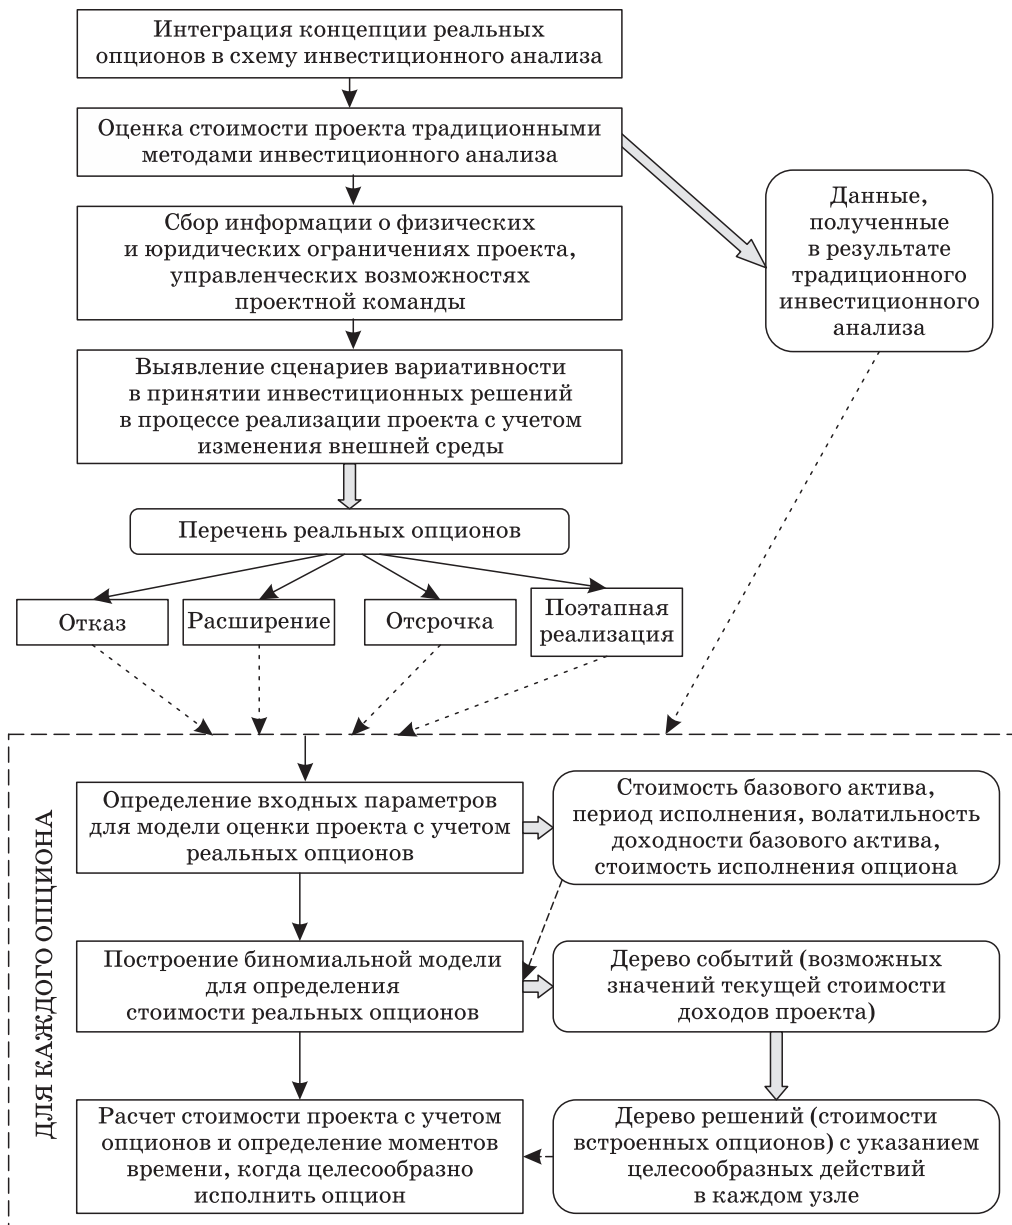 Интеграция концепции реальных
опционов в схему инвестиционного анализа
Оценка стоимости проекта традиционными
методами инвестиционного анализа
Данные,
полученные
в результате
традиционного
инвестиционного
анализа
Сбор информации о физических
и юридических ограничениях проекта,
управленческих возможностях
проектной команды
Выявление сценариев вариативности
в принятии инвестиционных решений
в процессе реализации проекта с учетом
изменения внешней среды
Перечень реальных опционов
Отказ
Расширение
Отсрочка
Поэтапная
реализация
ДЛЯ КАЖДОГО ОПЦИОНА
Определение входных параметров
для модели оценки проекта с учетом
реальных опционов
Стоимость базового актива,
период исполнения, волатильность
доходности базового актива,
стоимость исполнения опциона
Построение биномиальной модели
для определения
стоимости реальных опционов
Дерево событий (возможных
значений текущей стоимости
доходов проекта)
Расчет стоимости проекта с учетом
опционов и определение моментов
времени, когда целесообразно
исполнить опцион
Дерево решений (стоимости
встроенных опционов) с указанием
целесообразных действий
в каждом узле